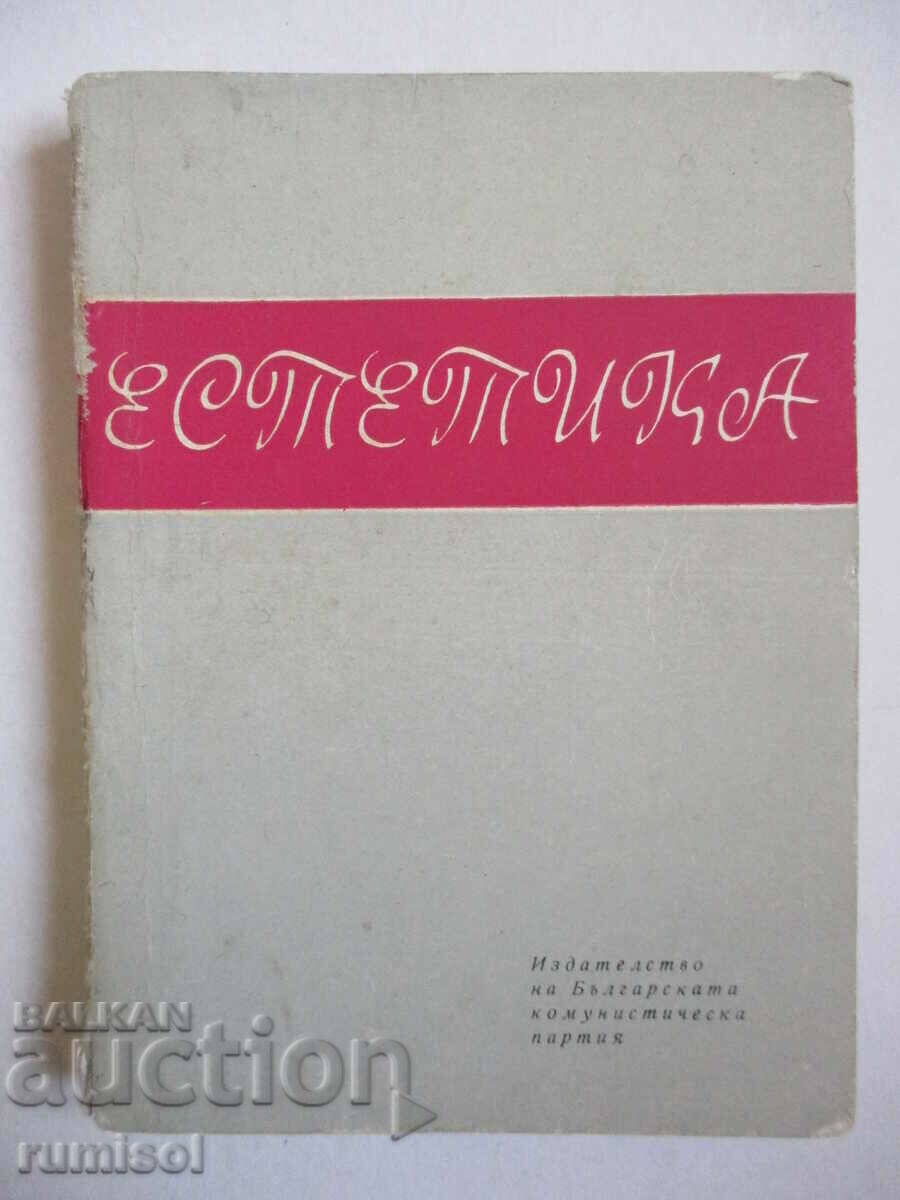 ЕСТЕТИКА
Издателство
на Българската
комунистическа
партия
BALKAN
auction
rumisol